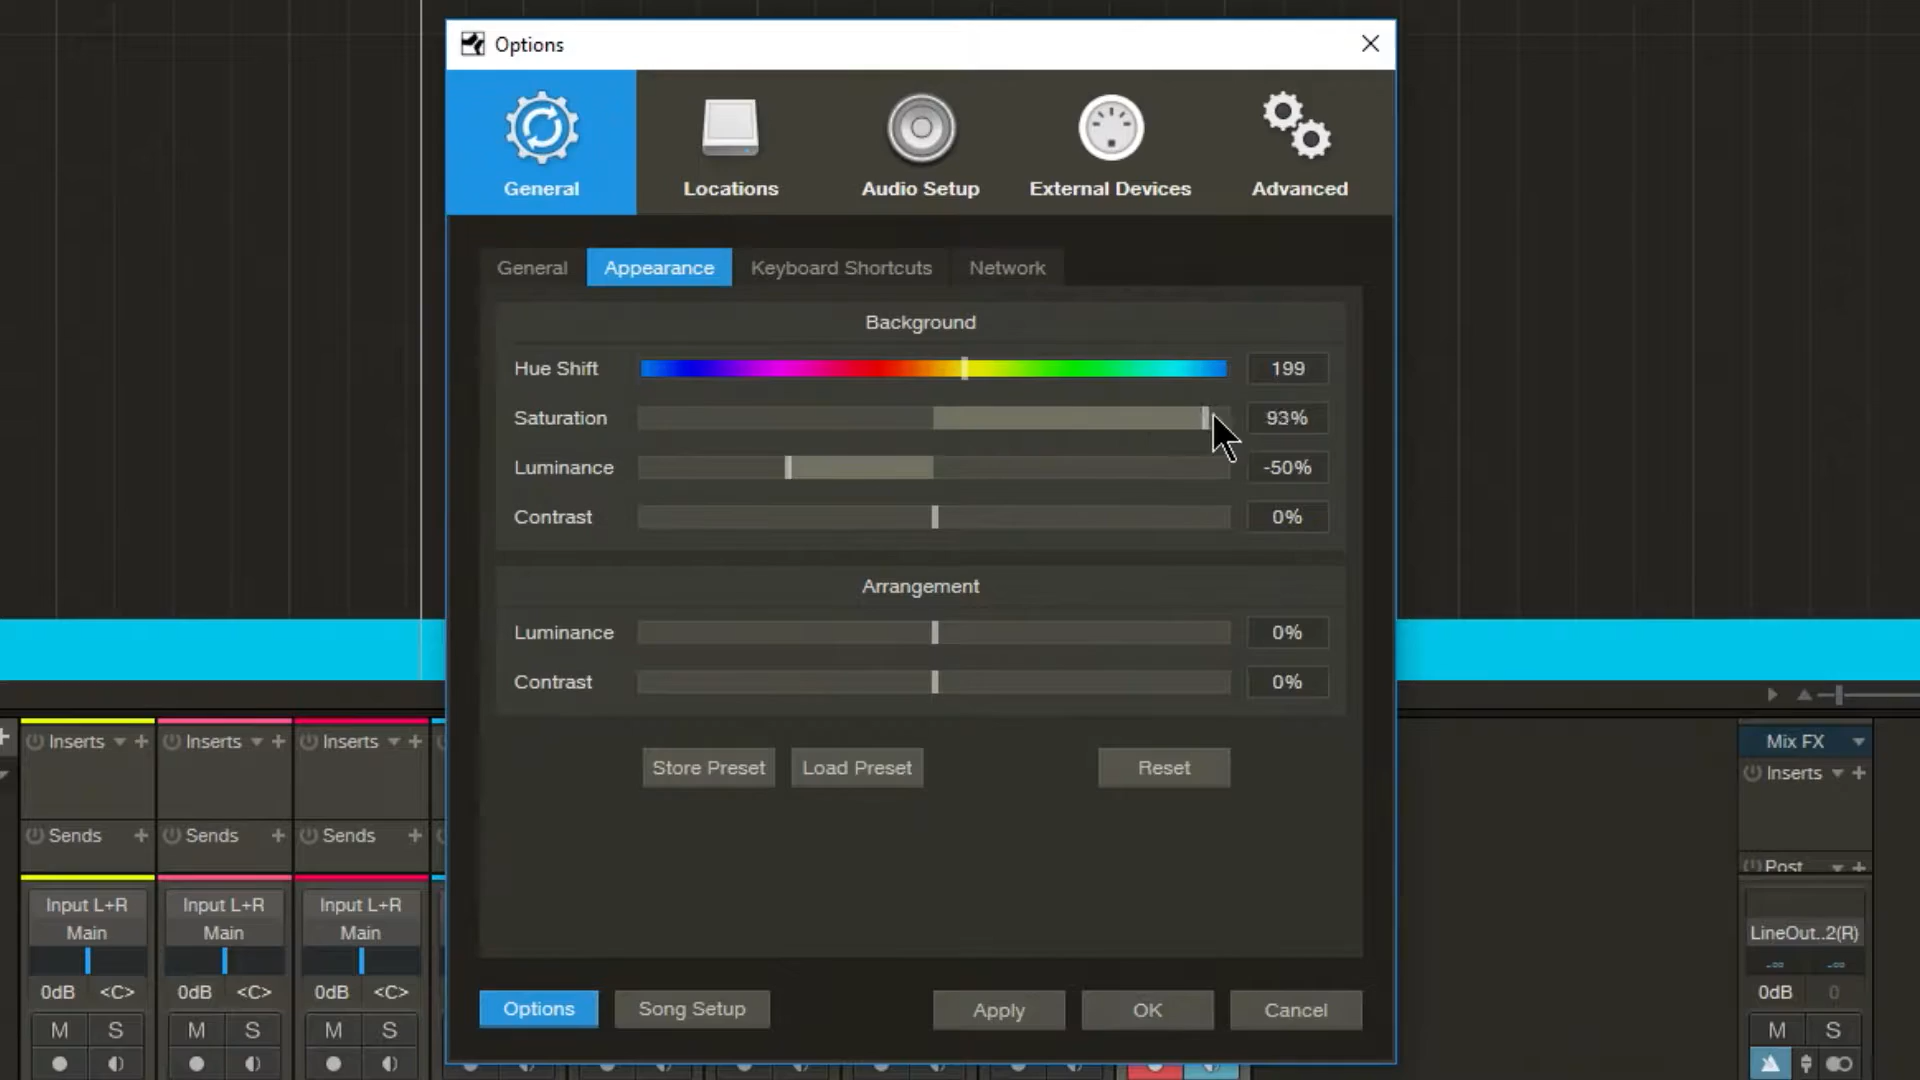 Options
General
Locations
Audio Setup
External Devices
Advanced
General
Appearance
Keyboard Shortcuts
Network
Background
Hue Shift
199
Saturation
93%
Luminance
-50%
Contrast
0%
Arrangement
Luminance
0%
Contrast
0%
Store Preset
Load Preset
Reset
Options
Song Setup
Apply
OK
Cancel
Inserts
Inserts
Inserts
Sends
Sends
Sends
Input L+R
Input L+R
Input L+R
Main
Main
Main
0dB <C>
0dB <C>
0dB <C>
M S
M S
M S
Mix FX
Inserts
Post
LineOut..2(R)
-∞ -∞
0dB 0
M S